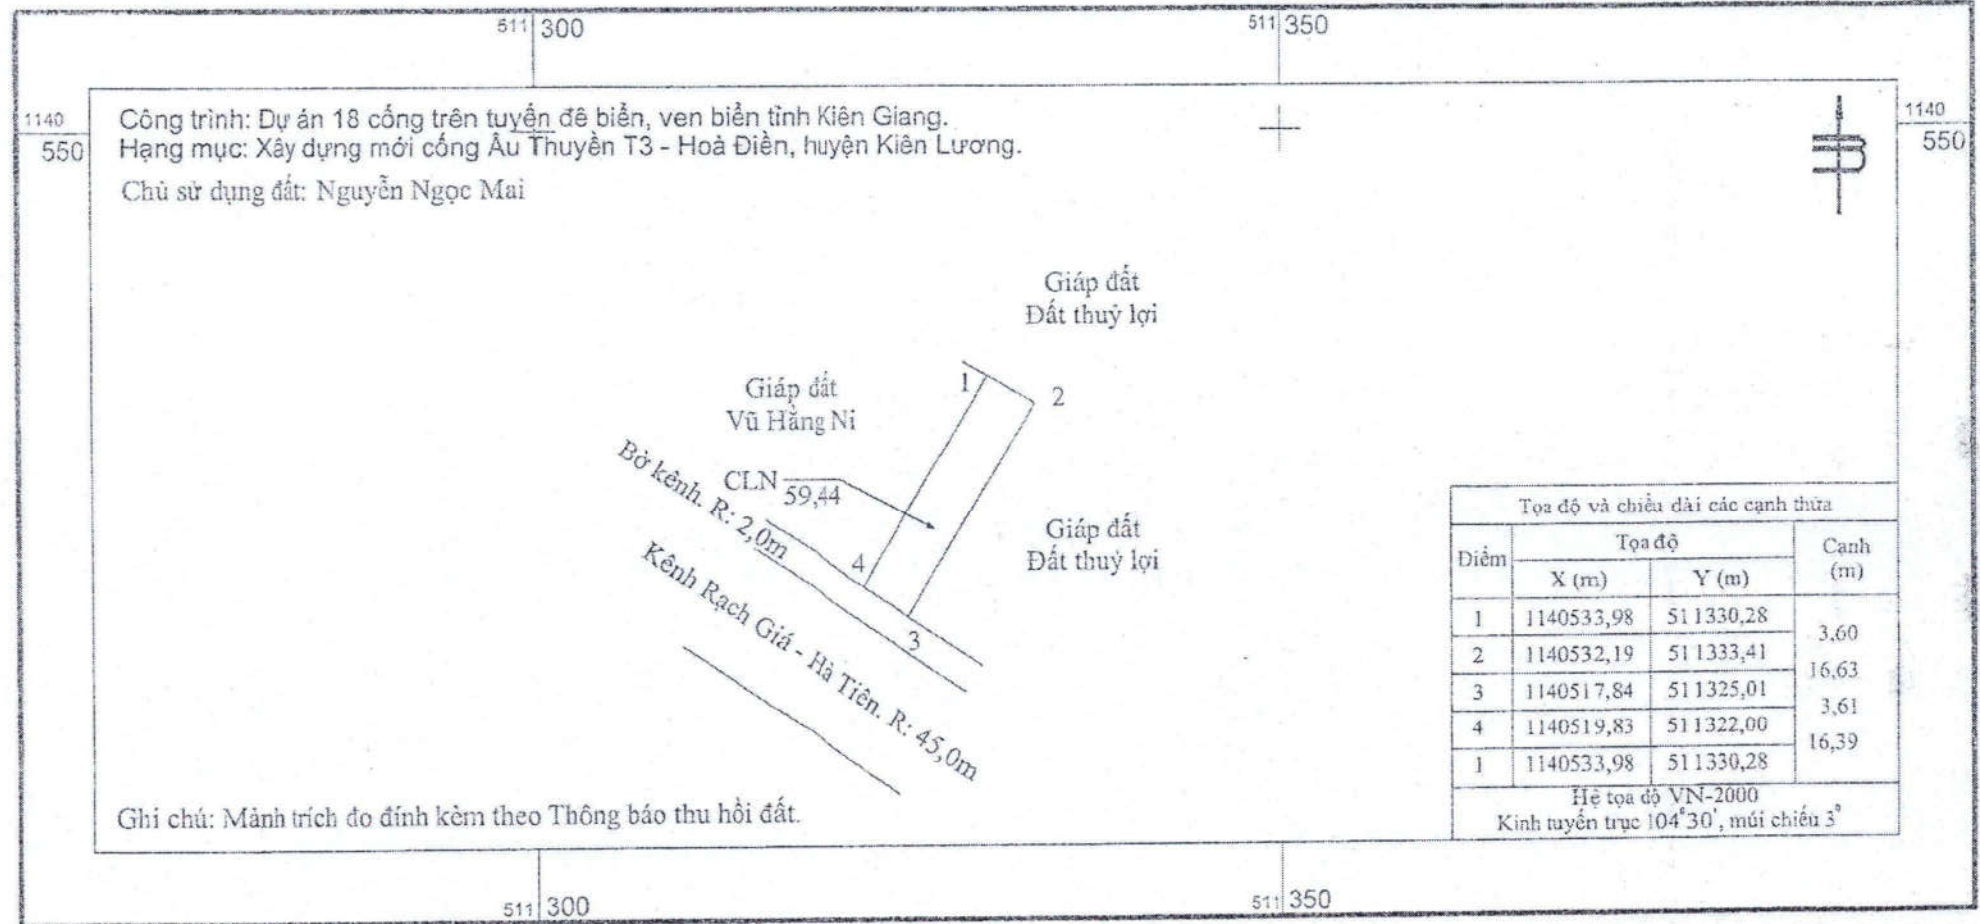 511 300
511 350
1140
550
1140
550
Công trình: Dự án 18 cống trên tuyến đê biển, ven biển tỉnh Kiên Giang.
Hạng mục: Xây dựng mới cống Âu Thuyền T3 - Hoà Điền, huyện Kiên Lương.
Chủ sử dụng đất: Nguyễn Ngọc Mai
B
Giáp đất
Đất thuỷ lợi
1
2
Giáp đất
Vũ Hằng Ni
CLN
59,44
Bờ kênh. R: 2,0m
4
Giáp đất
Đất thuỷ lợi
3
Kênh Rạch Giá - Hà Tiên. R: 45,0m
Tọa độ và chiều dài các cạnh thửa
Điểm Tọa độ Cạnh (m)
X (m) Y (m)
1 1140533,98 511330,28
3,60
2 1140532,19 511333,41
16,63
3 1140517,84 511325,01
3,61
4 1140519,83 511322,00
16,39
1 1140533,98 511330,28
Hệ tọa độ VN-2000
Kinh tuyến trục 104°30', múi chiếu 3°
Ghi chú: Mảnh trích đo đính kèm theo Thông báo thu hồi đất.
511 300
511 350